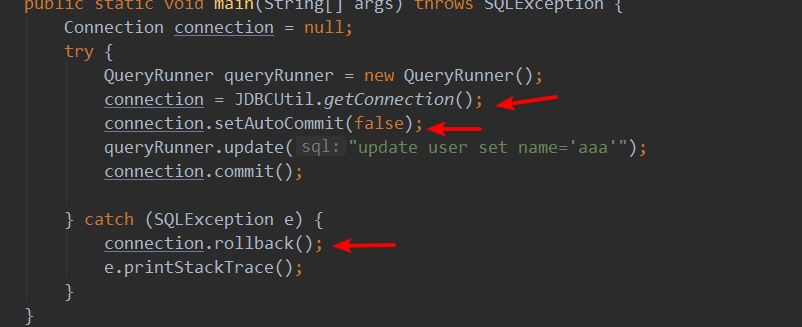 public static void main(String[] args) throws SQLException {
Connection connection = null;
try {
QueryRunner queryRunner = new QueryRunner();
connection = JDBCUtil.getConnection();
connection.setAutoCommit(false);
queryRunner.update( sql: "update user set name='aaa'");
connection.commit();
} catch (SQLException e) {
connection.rollback();
e.printStackTrace();
}
}